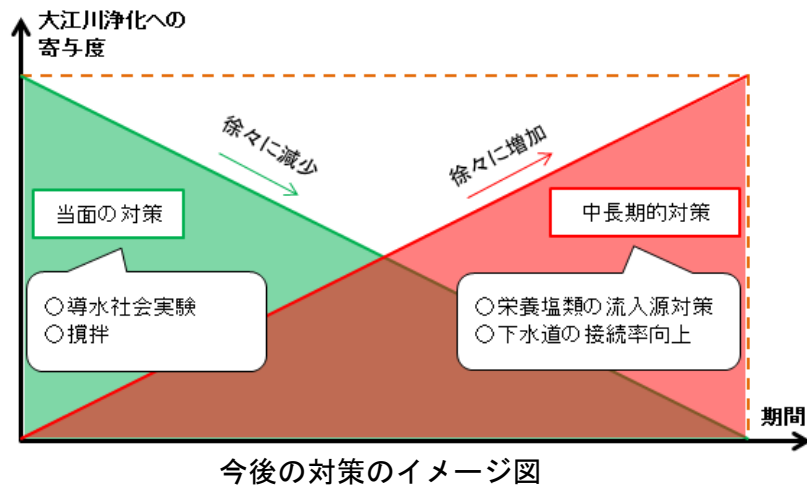 大江川浄化への
寄与度
徐々に減少
徐々に増加
当面の対策
中長期的対策
○導水社会実験
○攪拌
○栄養塩類の流入源対策
○下水道の接続率向上
期間
今後の対策のイメージ図